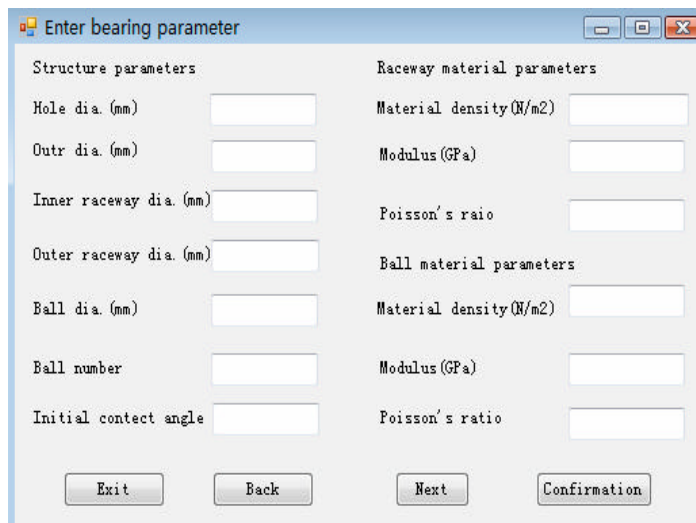 Enter bearing parameter
Structure parameters
Hole dia.(mm)
Outr dia.(mm)
Inner raceway dia.(mm)
Outer raceway dia.(mm)
Ball dia.(mm)
Ball number
Initial contect angle
Raceway material parameters
Material density(N/m2)
Modulus(GPa)
Poisson's raio
Ball material parameters
Material density(N/m2)
Modulus(GPa)
Poisson's ratio
Exit Back Next Confirmation